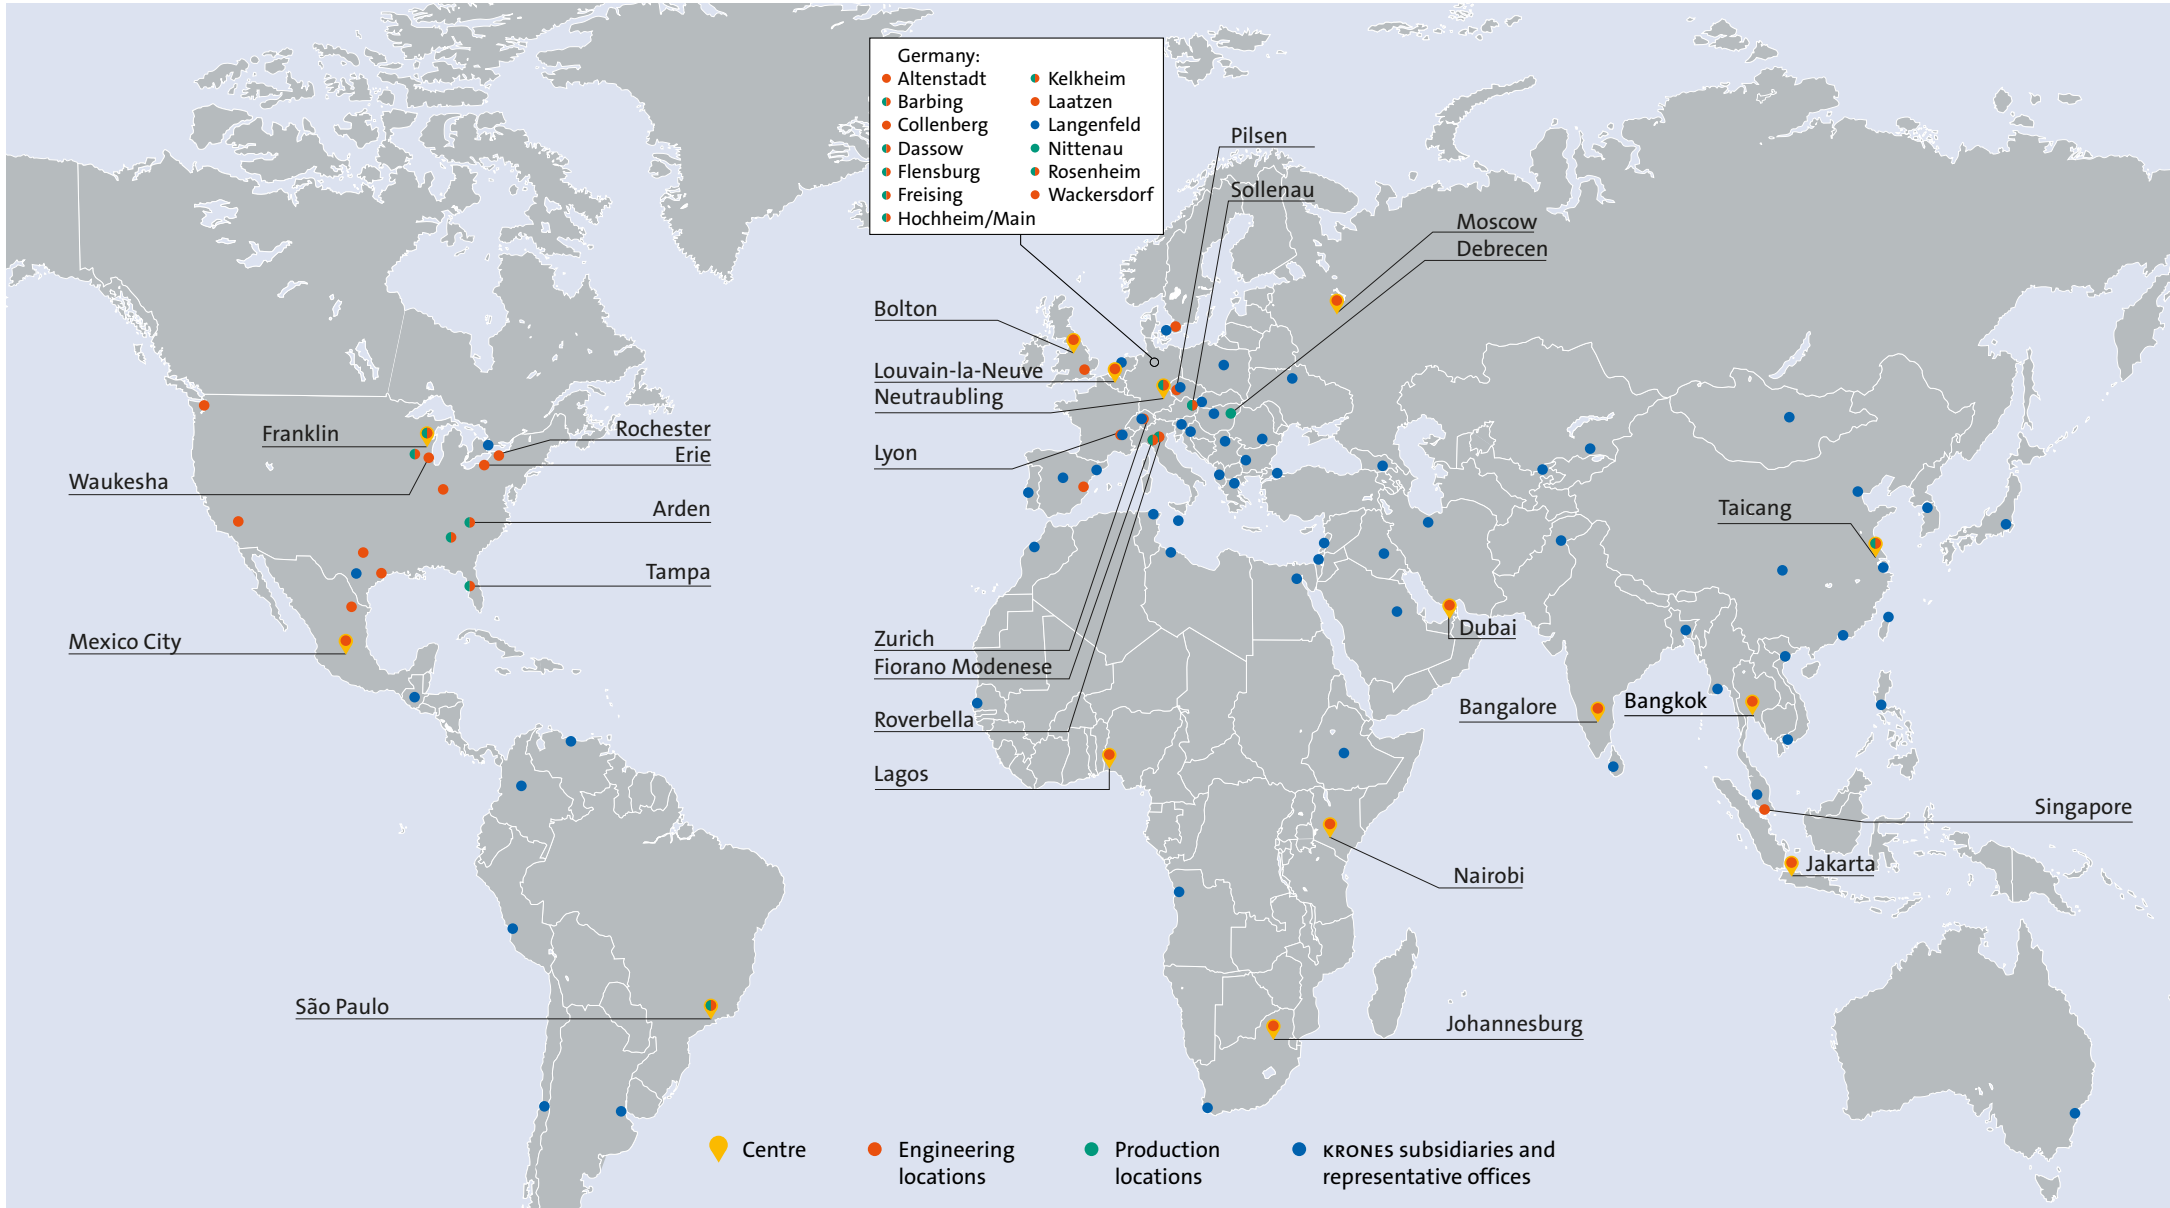 Germany:
Altenstadt
Barbing
Collenberg
Dassow
Flensburg
Freising
Hochheim/Main
Kelkheim
Laatzen
Langenfeld
Nittenau
Rosenheim
Wackersdorf
Pilsen
Sollenau
Moscow
Debrecen
Bolton
Louvain-la-Neuve
Neutraubling
Lyon
Franklin
Rochester
Erie
Waukesha
Arden
Tampa
Mexico City
Taicang
Zurich
Fiorano Modenese
Roverbella
Lagos
Dubai
Bangalore
Bangkok
Singapore
Jakarta
Nairobi
São Paulo
Johannesburg
Centre
Engineering
locations
Production
locations
KRONES subsidiaries and
representative offices